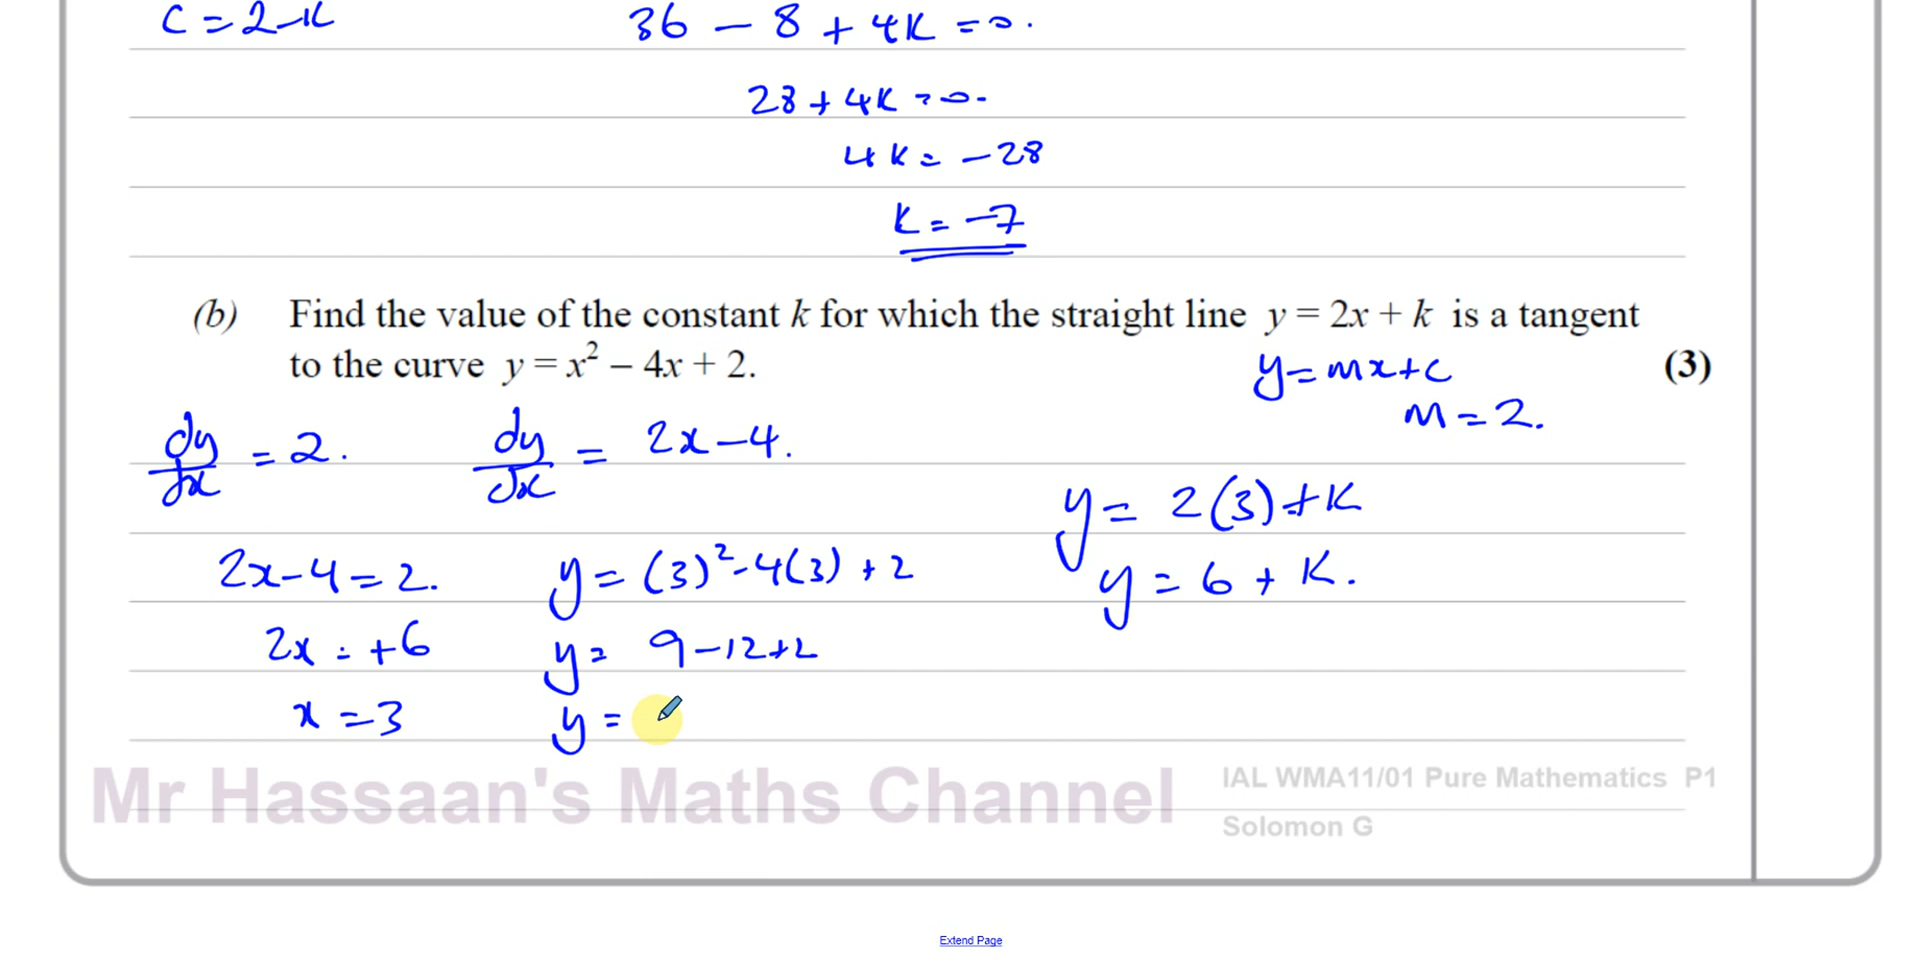 C = 2-K 36 - 8 + 4K = 0.
28 + 4K = 0.
4K = -28
K = -7
(b) Find the value of the constant k for which the straight line y = 2x + k is a tangent
to the curve y = x² – 4x + 2. (3)
y = mx + c
m = 2.
dy/dx = 2. dy/dx = 2x - 4.
y = 2(3) + K
2x - 4 = 2. y = (3)² - 4(3) + 2 y = 6 + K.
2x = +6 y = 9 - 12 + 2
x = 3 y =
Mr Hassaan's Maths Channel IAL WMA11/01 Pure Mathematics P1
Solomon G
Extend Page